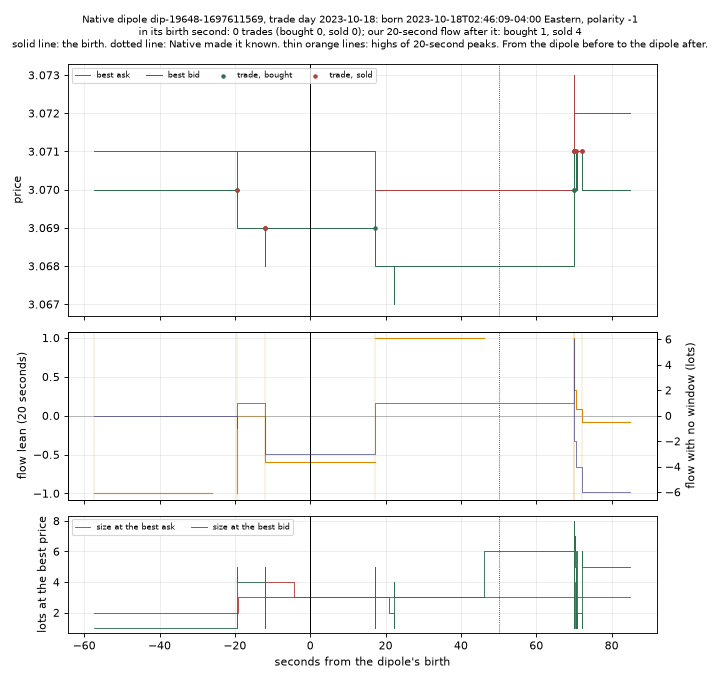 Native dipole dip-19648-1697611569, trade day 2023-10-18: born 2023-10-18T02:46:09-04:00 Eastern, polarity -1
in its birth second: 0 trades (bought 0, sold 0); our 20-second flow after it: bought 1, sold 4
solid line: the birth. dotted line: Native made it known. thin orange lines: highs of 20-second peaks. From the dipole before to the dipole after.
best ask
best bid
trade, bought
trade, sold
3.073
3.072
3.071
3.070
3.069
3.068
3.067
price
1.0
0.5
0.0
−0.5
−1.0
flow lean (20 seconds)
6
4
2
0
−2
−4
−6
flow with no window (lots)
size at the best ask
size at the best bid
8
6
4
2
lots at the best price
−60
−40
−20
0
20
40
60
80
seconds from the dipole's birth